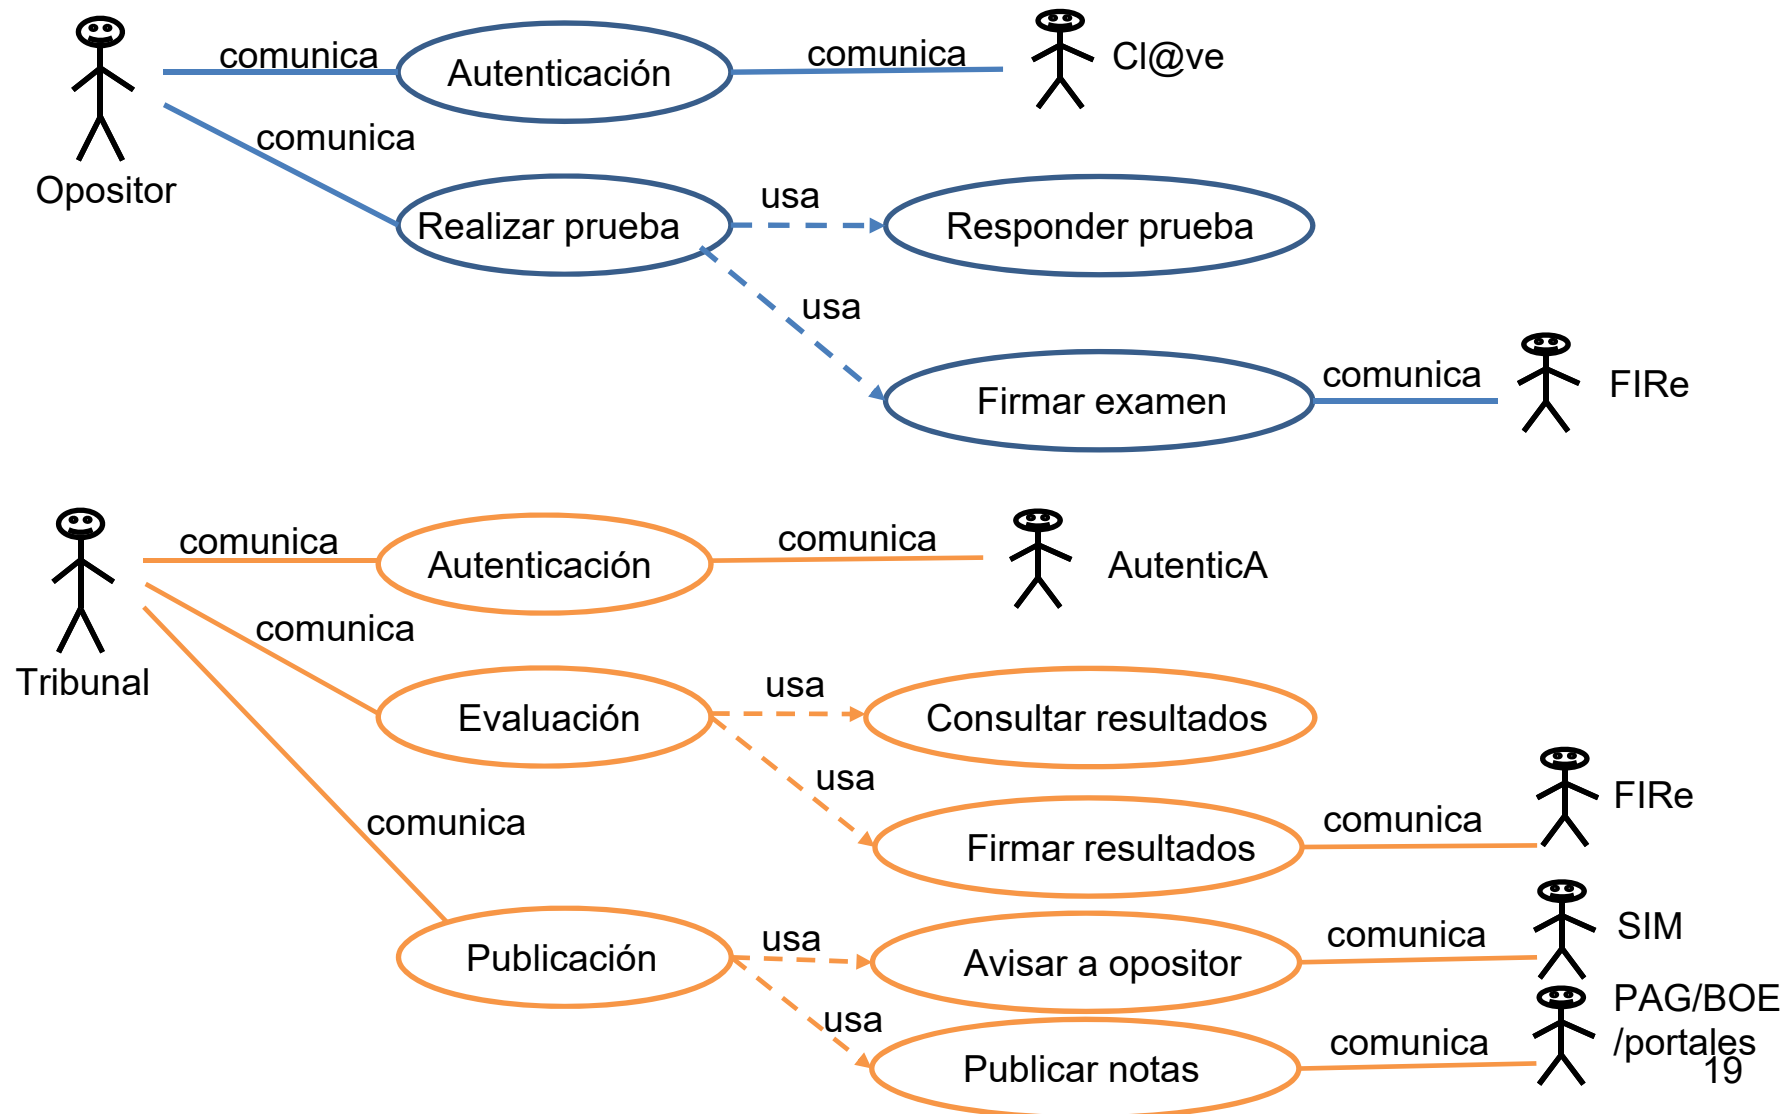 comunica
Autenticación
comunica
Cl@ve
comunica
Opositor
Realizar prueba
usa
Responder prueba
usa
Firmar examen
comunica
FIRe
comunica
Autenticación
comunica
AutenticA
comunica
Tribunal
Evaluación
usa
Consultar resultados
usa
Firmar resultados
comunica
FIRe
comunica
Publicación
usa
Avisar a opositor
comunica
SIM
usa
Publicar notas
comunica
PAG/BOE
/portales
19